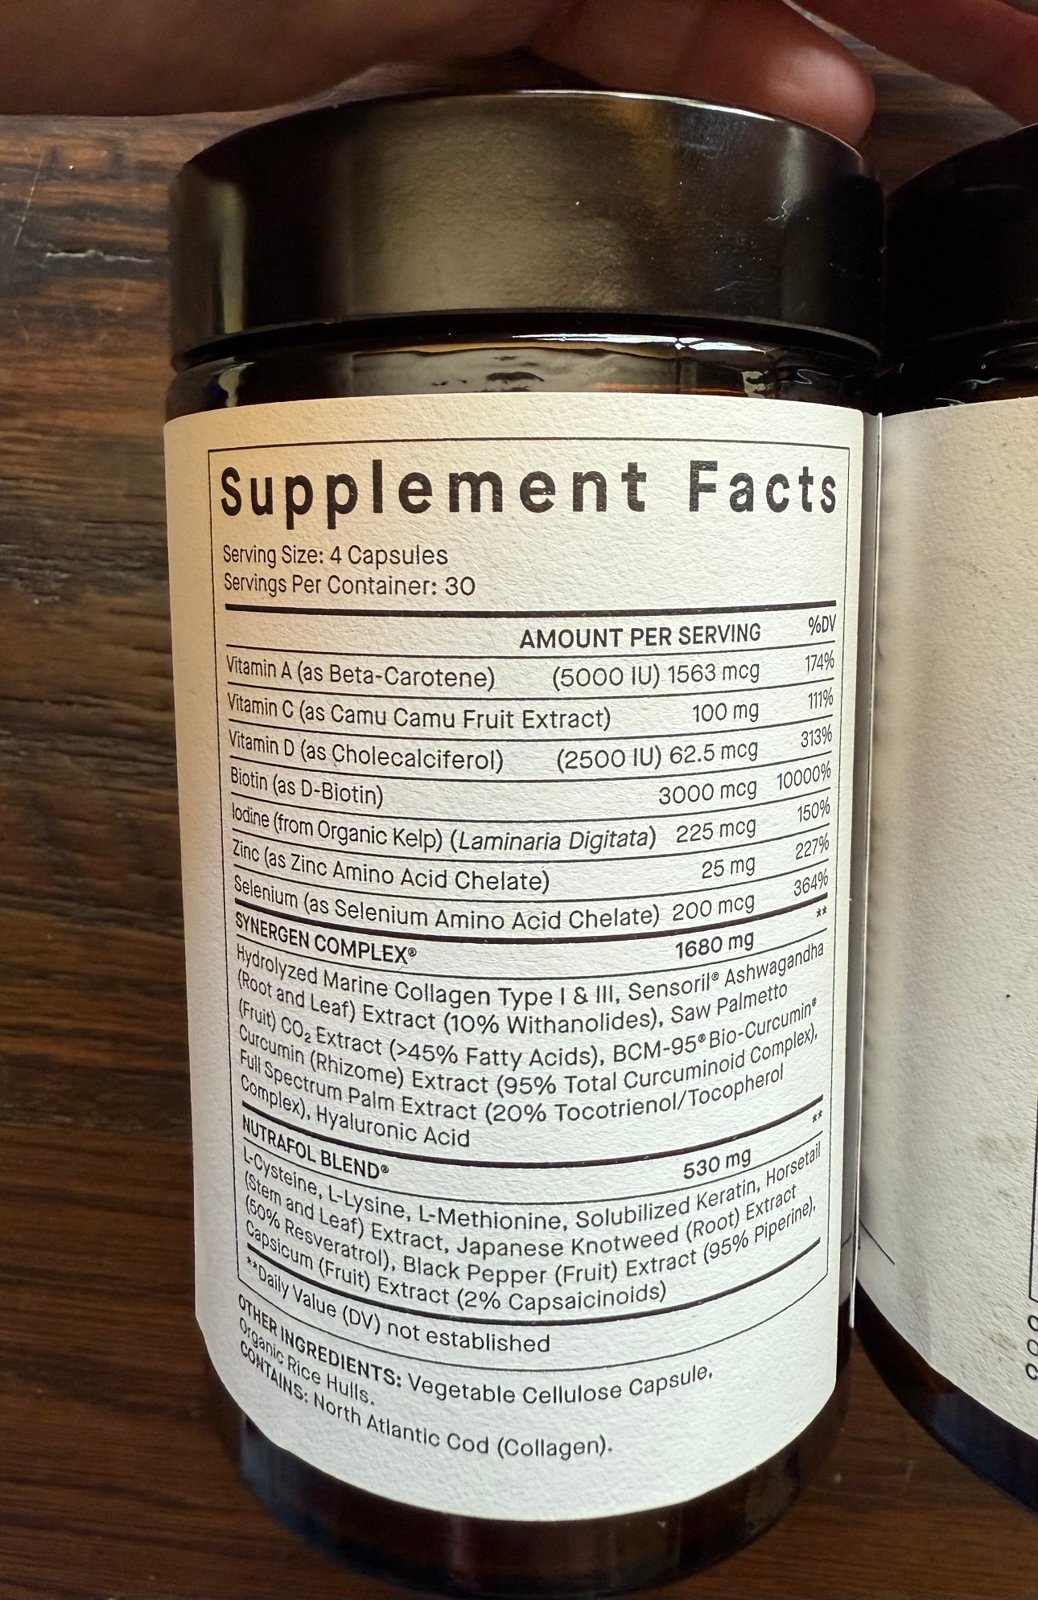 Supplement Facts
Serving Size: 4 Capsules
Servings Per Container: 30
AMOUNT PER SERVING %DV
Vitamin A (as Beta-Carotene) (5000 IU) 1563 mcg 174%
Vitamin C (as Camu Camu Fruit Extract) 100 mg 111%
Vitamin D (as Cholecalciferol) (2500 IU) 62.5 mcg 313%
Biotin (as D-Biotin) 3000 mcg 10000%
Iodine (from Organic Kelp) (Laminaria Digitata) 225 mcg 150%
Zinc (as Zinc Amino Acid Chelate) 25 mg 227%
Selenium (as Selenium Amino Acid Chelate) 200 mcg 364%
SYNERGEN COMPLEX® 1680 mg **
Hydrolyzed Marine Collagen Type I & III, Sensoril® Ashwagandha
(Root and Leaf) Extract (10% Withanolides), Saw Palmetto
(Fruit) CO₂ Extract (>45% Fatty Acids), BCM-95® Bio-Curcumin®
Curcumin (Rhizome) Extract (95% Total Curcuminoid Complex),
Full Spectrum Palm Extract (20% Tocotrienol/Tocopherol
Complex), Hyaluronic Acid
NUTRAFOL BLEND® 530 mg **
L-Cysteine, L-Lysine, L-Methionine, Solubilized Keratin, Horsetail
(Stem and Leaf) Extract, Japanese Knotweed (Root) Extract
(50% Resveratrol), Black Pepper (Fruit) Extract (95% Piperine),
Capsicum (Fruit) Extract (2% Capsaicinoids)
**Daily Value (DV) not established
OTHER INGREDIENTS: Vegetable Cellulose Capsule,
Organic Rice Hulls.
CONTAINS: North Atlantic Cod (Collagen).